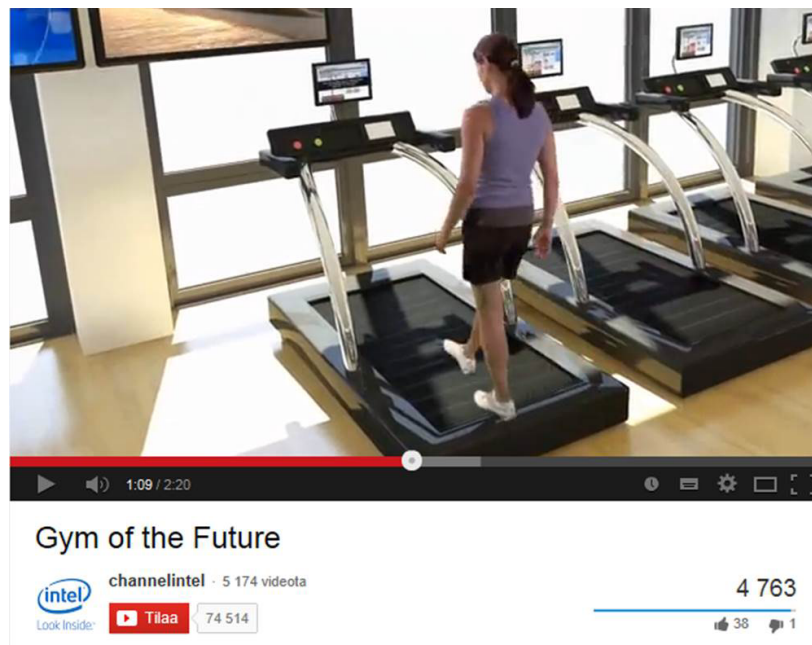 1:09 / 2:20
Gym of the Future
channelintel · 5 174 videota
intel
Look Inside.
Tilaa
74 514
4 763
38
1